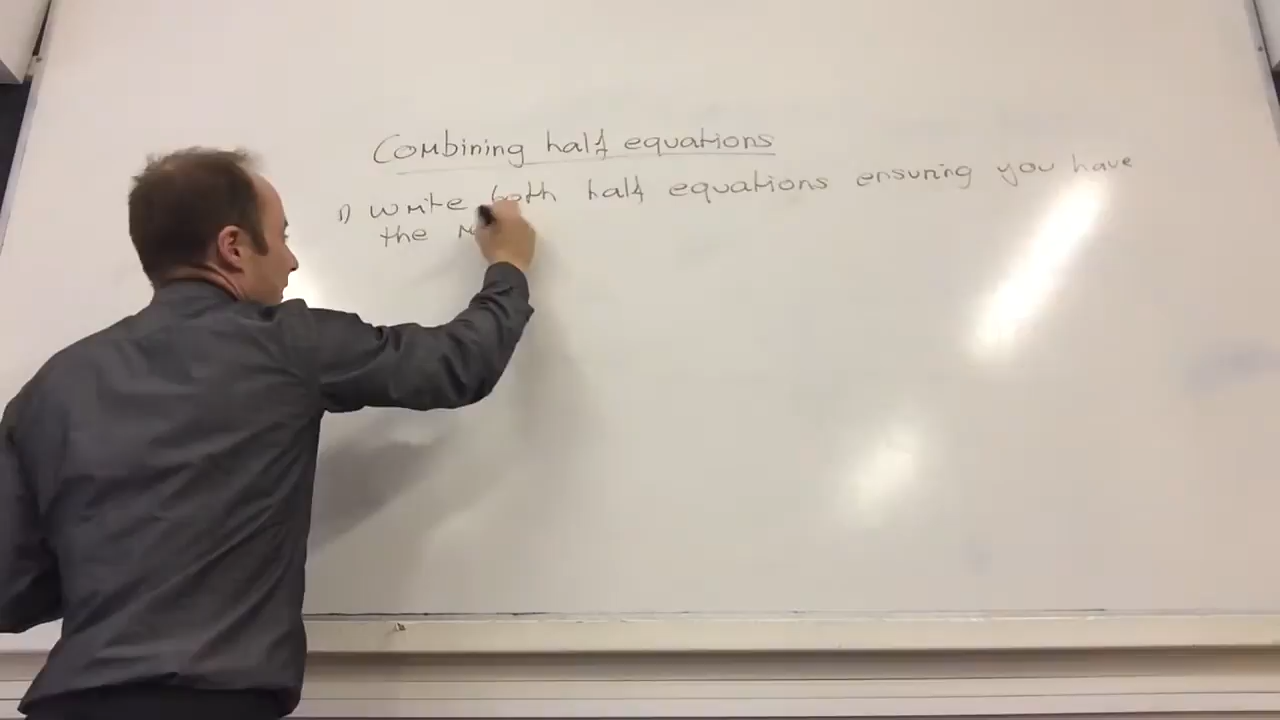 Combining half equations
1) Write both half equations ensuring you have
the